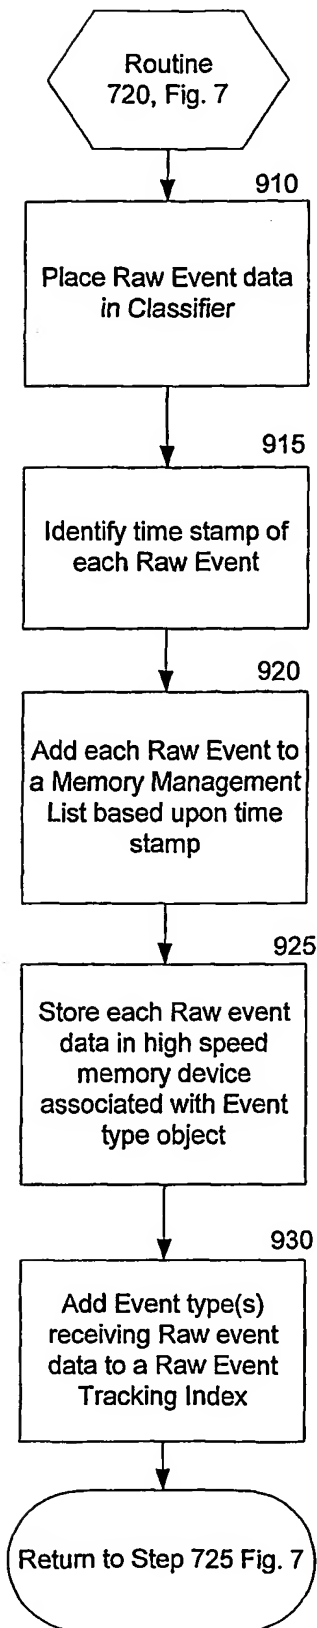 Routine
720, Fig. 7
910
Place Raw Event data
in Classifier
915
Identify time stamp of
each Raw Event
920
Add each Raw Event to
a Memory Management
List based upon time
stamp
925
Store each Raw event
data in high speed
memory device
associated with Event
type object
930
Add Event type(s)
receiving Raw event
data to a Raw Event
Tracking Index
Return to Step 725 Fig. 7